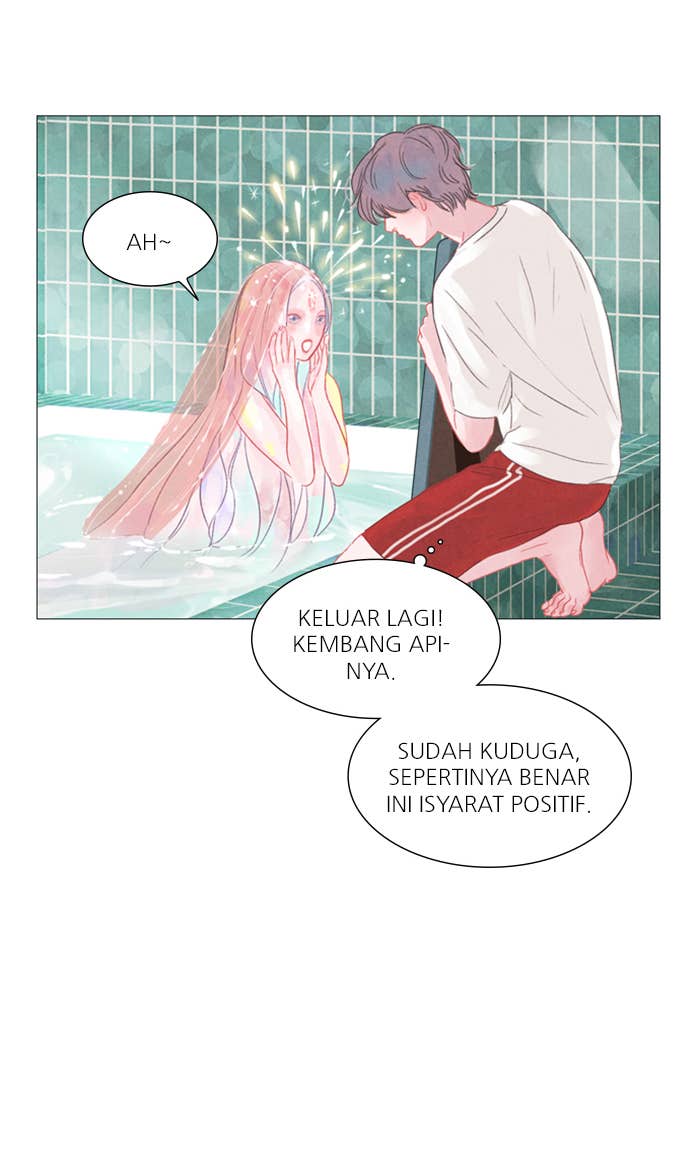 AH~
KELUAR LAGI!
KEMBANG API-
NYA.
SUDAH KUDUGA,
SEPERTINYA BENAR
INI ISYARAT POSITIF.